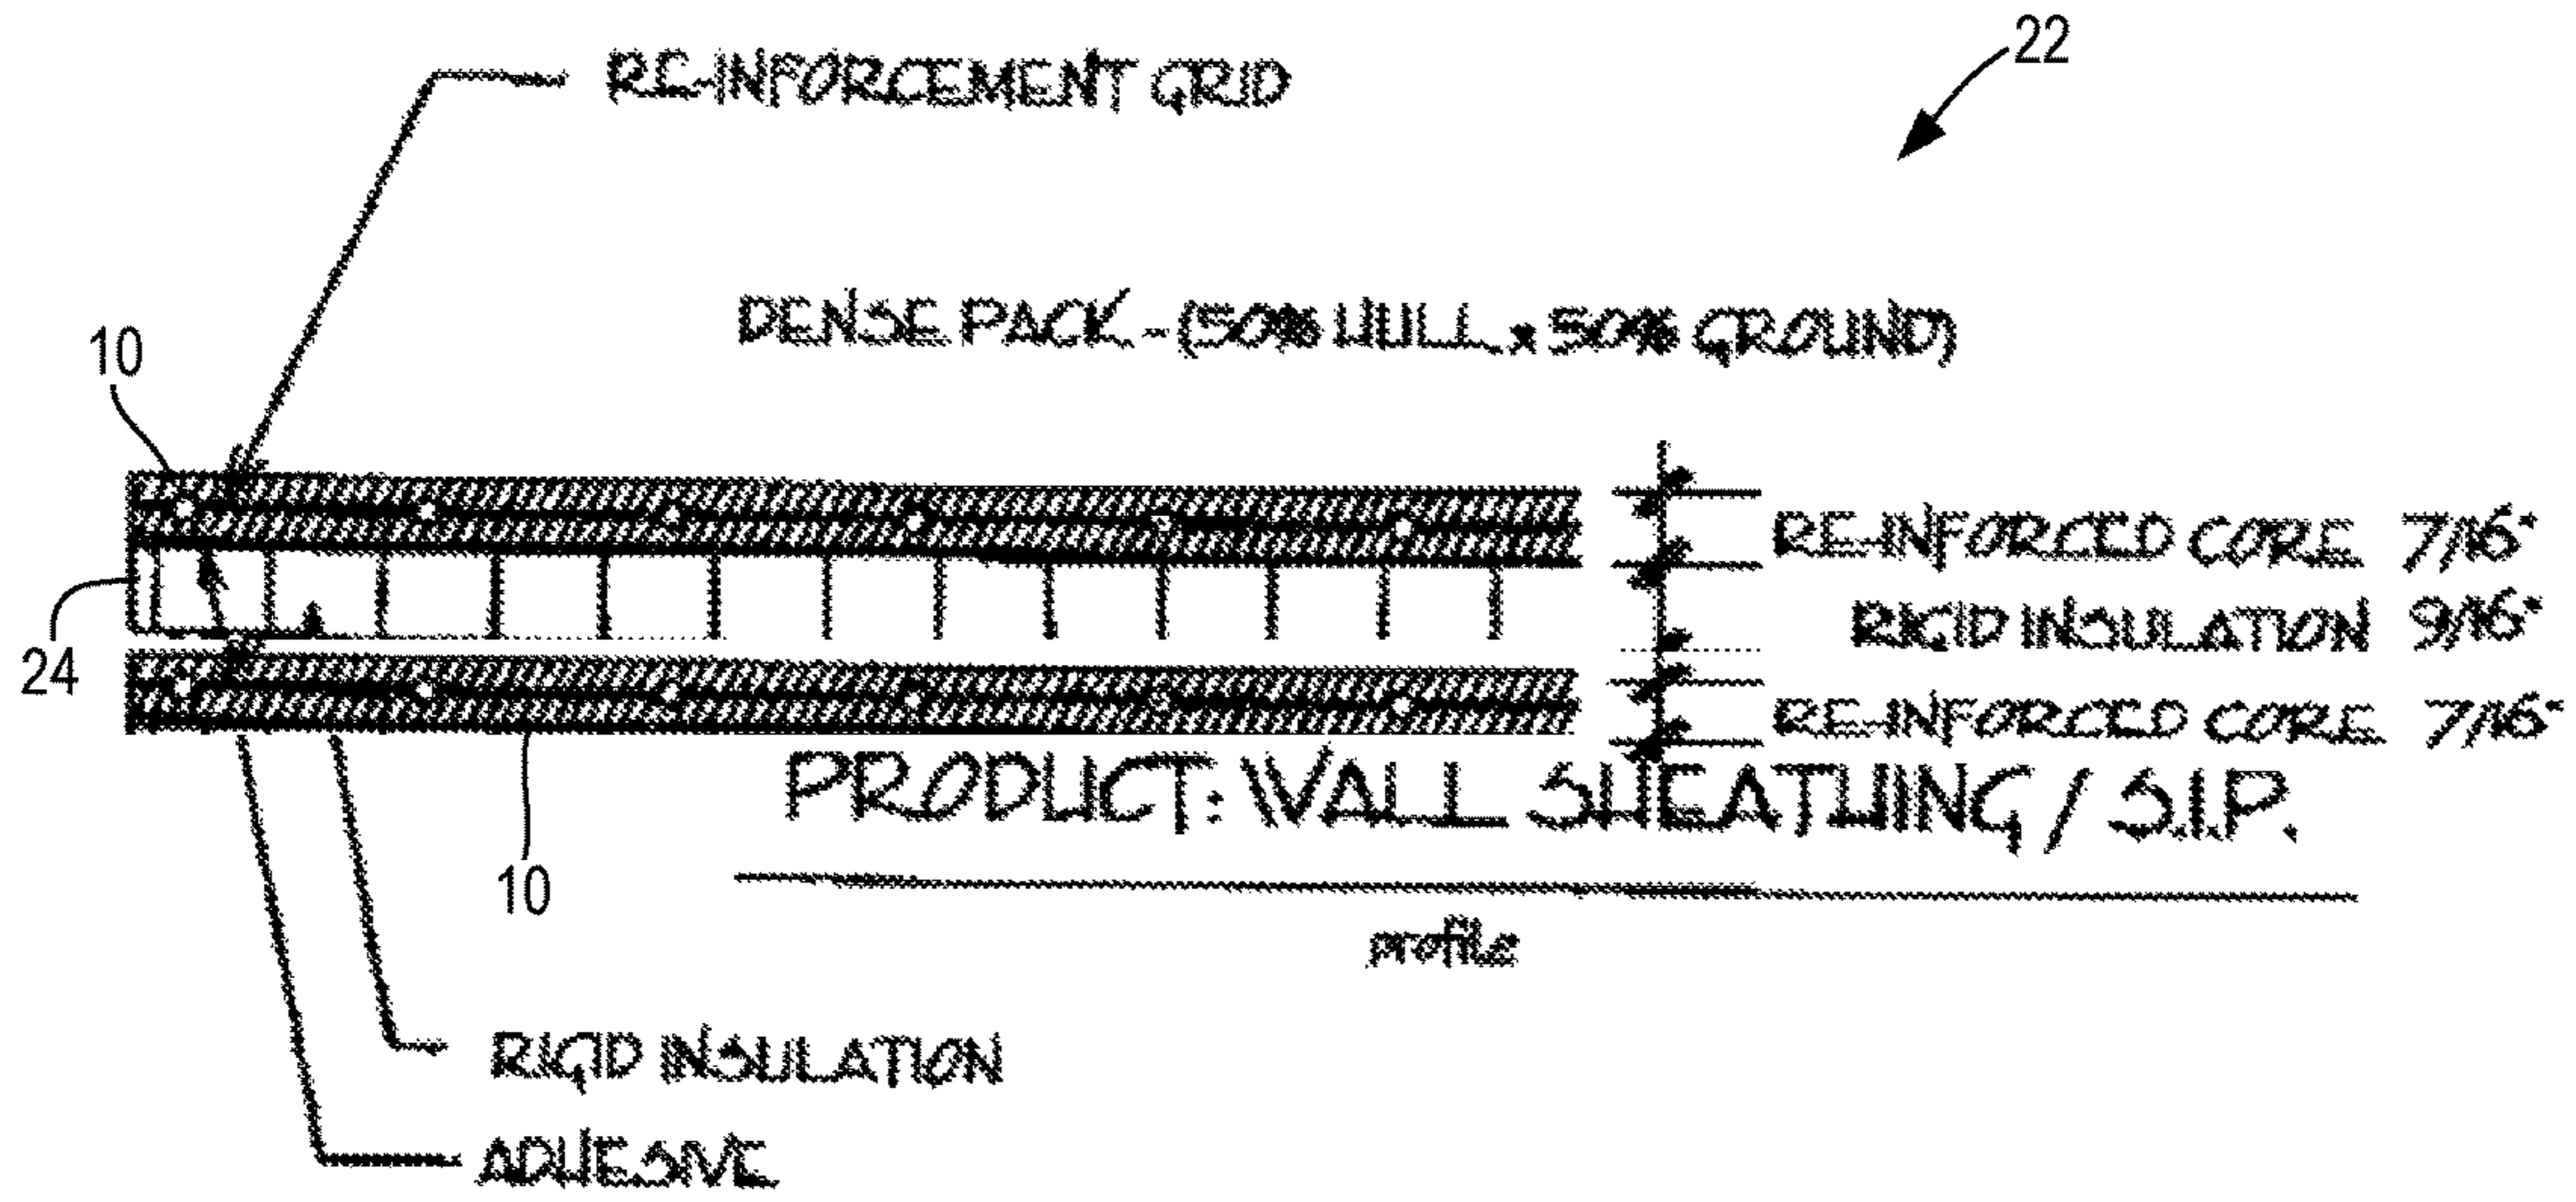 22
RE-INFORCEMENT GRID
DENSE PACK - (50% HULL x 50% GROUND)
10
RE-INFORCED CORE 7/16"
RIGID INSULATION 9/16"
24
RE-INFORCED CORE 7/16"
PRODUCT: WALL SHEATHING / S.I.P.
10
profile
RIGID INSULATION
ADHESIVE